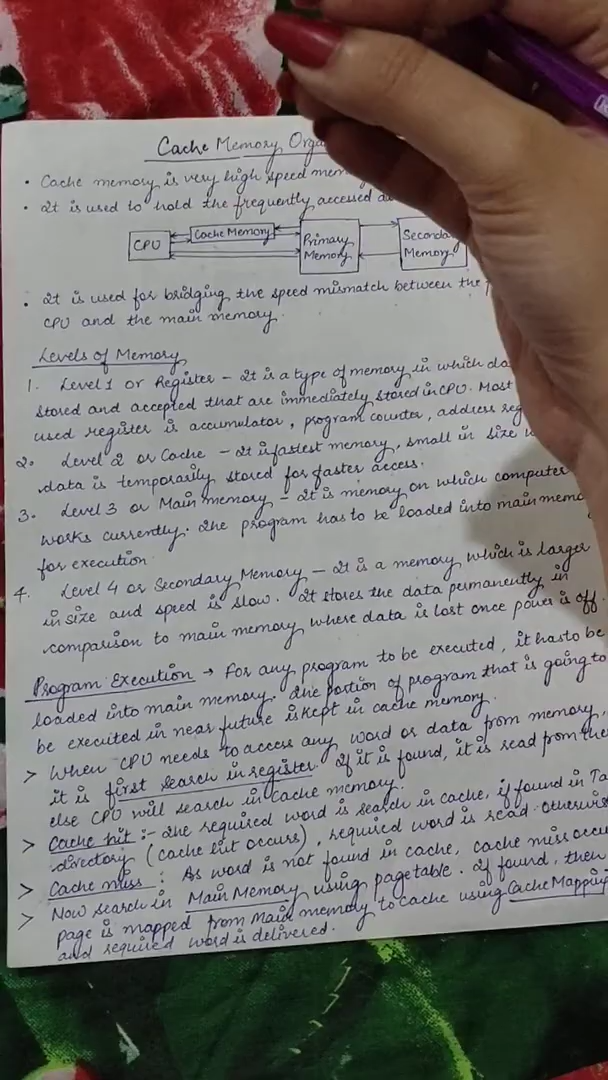 Cache Memory Orga
• Cache memory is very high speed mem
• It is used to hold the frequently accessed da
CPU
Cache Memory
Primary Memory
Secondary Memory
• It is used for bridging the speed mismatch between the
CPU and the main memory.
Levels of Memory
1. Level 1 or Register - It is a type of memory in which da
stored and accepted that are immediately stored in CPU. Most
used register is accumulator, program counter, address reg
2. Level 2 or Cache - It is fastest memory, small in size w
data is temporarily stored for faster access.
3. Level 3 or Main Memory - It is memory on which computer
works currently. The program has to be loaded into main memo
for execution
4. Level 4 or Secondary Memory - It is a memory which is larger
in size and speed is slow. It stores the data permanently in
comparison to main memory where data is lost once power is off.
Program Execution → For any program to be executed, it has to be
loaded into main memory. The portion of program that is going to
be executed in near future is kept in cache memory.
> When CPU needs to access any word or data from memory,
it is first search in register. If it is found, it is read from the
else CPU will search in cache memory.
> Cache hit :- The required word is search in cache, if found in Ta
directory (cache hit occurs), required word is read. Otherwis
> Cache miss : As word is not found in cache, cache miss occu
> Now search in Main Memory using page table. If found, then
page is mapped from Main memory to cache using Cache Mapping
and required word is delivered.